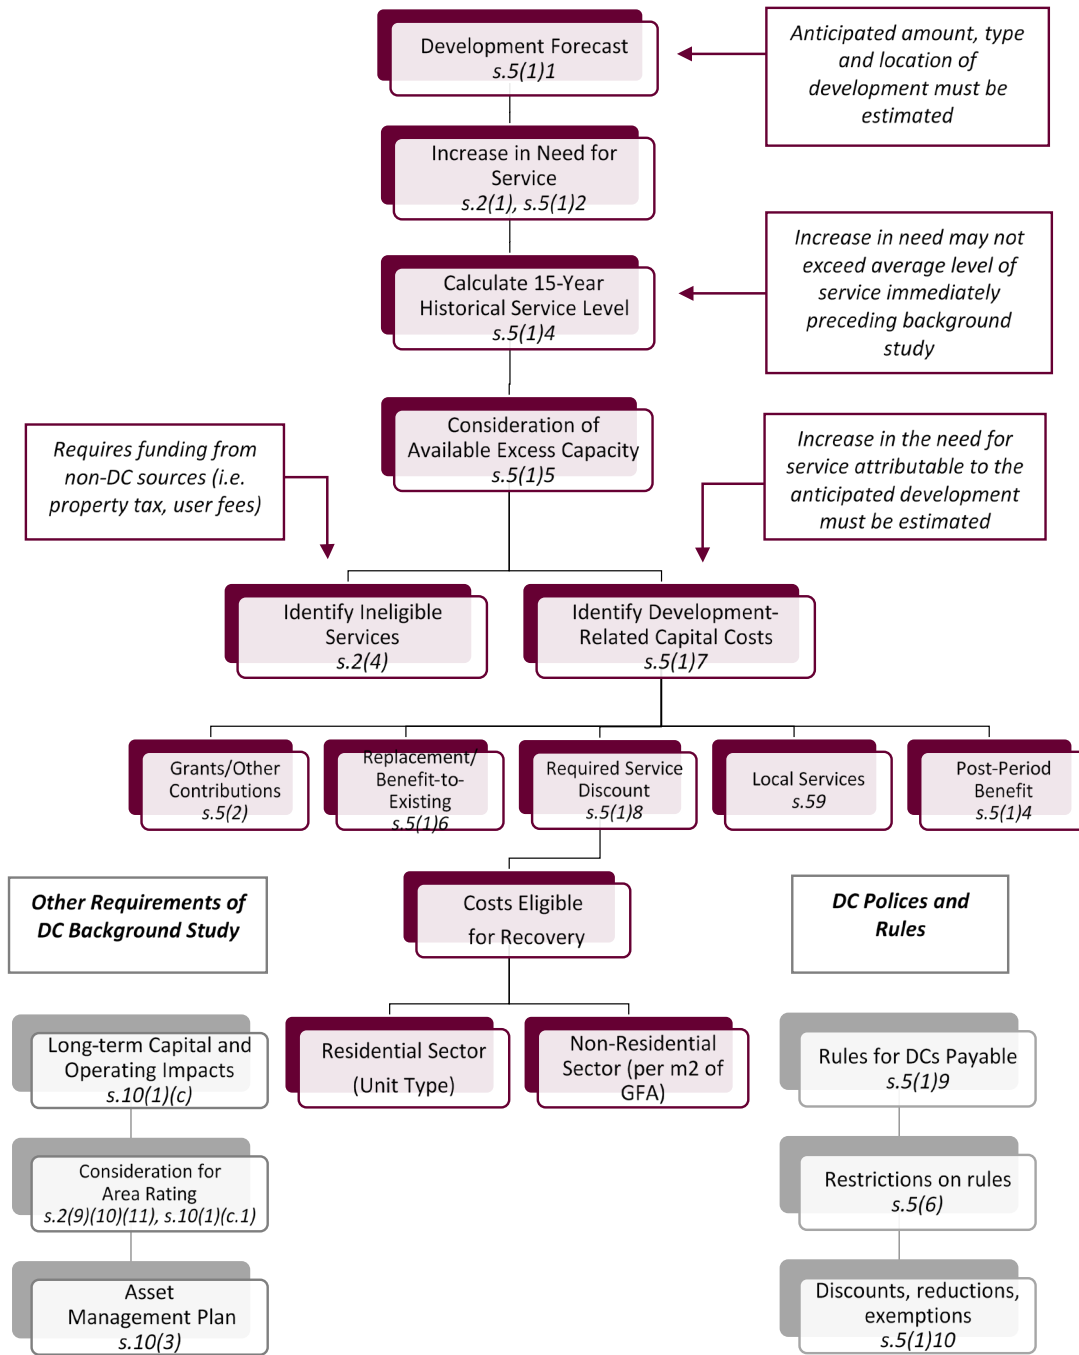 Development Forecast
s.5(1)1
Anticipated amount, type
and location of
development must be
estimated
Increase in Need for
Service
s.2(1), s.5(1)2
Calculate 15-Year
Historical Service Level
s.5(1)4
Increase in need may not
exceed average level of
service immediately
preceding background
study
Consideration of
Available Excess Capacity
s.5(1)5
Requires funding from
non-DC sources (i.e.
property tax, user fees)
Increase in the need for
service attributable to the
anticipated development
must be estimated
Identify Ineligible
Services
s.2(4)
Identify Development-
Related Capital Costs
s.5(1)7
Grants/Other
Contributions
s.5(2)
Replacement/
Benefit-to-
Existing
s.5(1)6
Required Service
Discount
s.5(1)8
Local Services
s.59
Post-Period
Benefit
s.5(1)4
Other Requirements of
DC Background Study
Costs Eligible
for Recovery
DC Polices and
Rules
Long-term Capital and
Operating Impacts
s.10(1)(c)
Residential Sector
(Unit Type)
Non-Residential
Sector (per m2 of
GFA)
Rules for DCs Payable
s.5(1)9
Consideration for
Area Rating
s.2(9)(10)(11), s.10(1)(c.1)
Restrictions on rules
s.5(6)
Asset
Management Plan
s.10(3)
Discounts, reductions,
exemptions
s.5(1)10